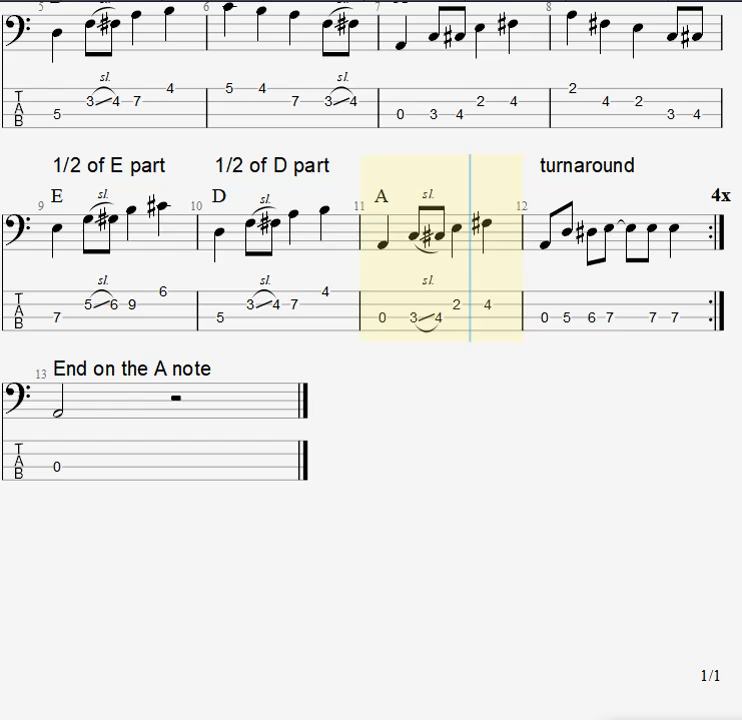 5 6 7 8
sl. sl.
sl. sl.
5 4 2
3 4 7 4 7 3 4 2 4 4 2
5 0 3 4 3 4
T
A
B
1/2 of E part 1/2 of D part turnaround
E sl. D sl. A sl. 4x
9 10 11 12
sl. sl. sl.
6 4
5 6 9 3 4 7 2 4
7 5 0 3 4 0 5 6 7 7 7
T
A
B
13 End on the A note
0
T
A
B
1/1